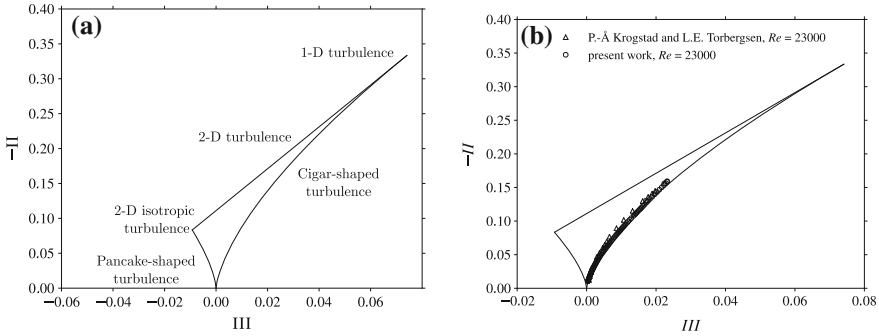 (a)
0.40
0.35
0.30
0.25
0.20
0.15
0.10
0.05
0.00
−II
1-D turbulence
2-D turbulence
Cigar-shaped
turbulence
2-D isotropic
turbulence
Pancake-shaped
turbulence
−0.06 −0.04 −0.02 0.00 0.02 0.04 0.06
III
(b)
0.40
0.35
0.30
0.25
0.20
0.15
0.10
0.05
0.00
−II
P.-Å Krogstad and L.E. Torbergsen, Re = 23000
present work, Re = 23000
−0.02 0.00 0.02 0.04 0.06 0.08
III